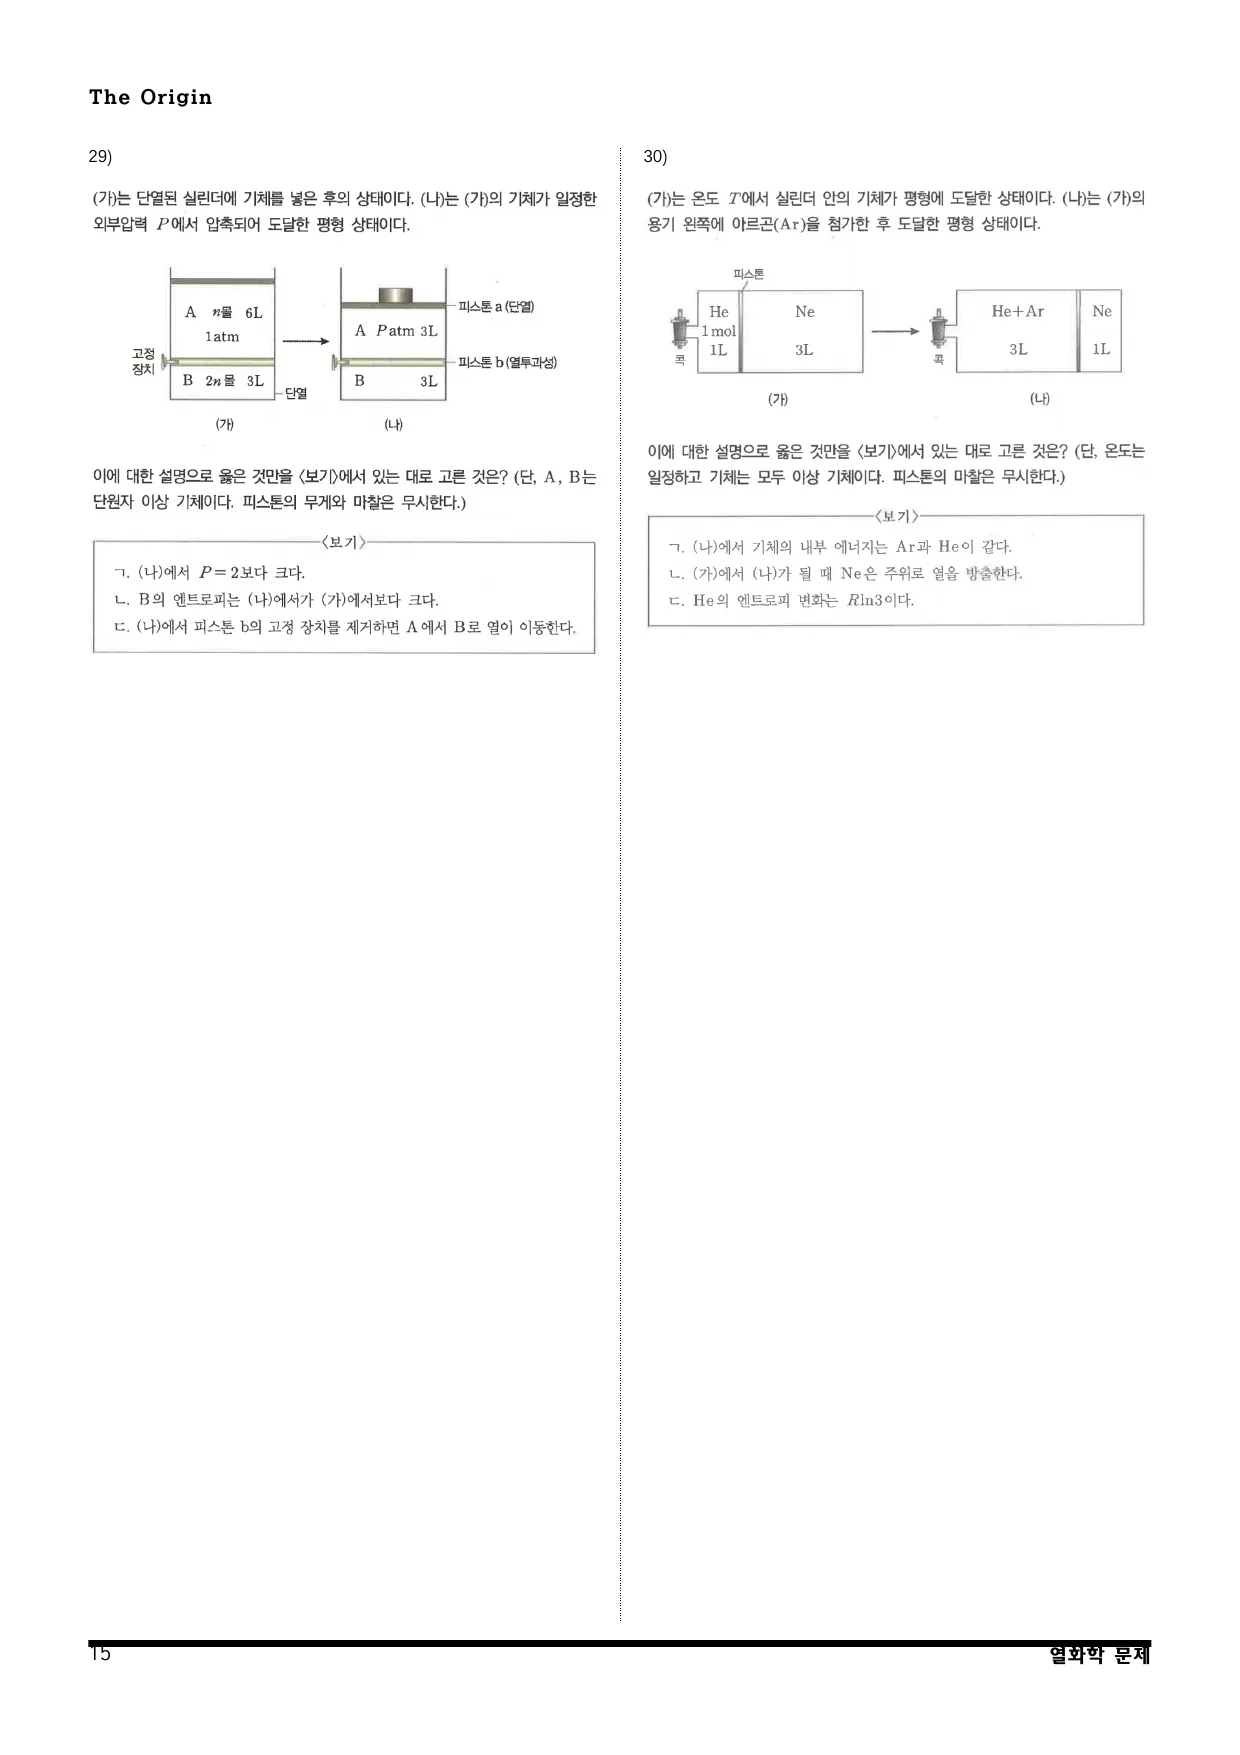 The Origin
29)
(가)는 단열된 실린더에 기체를 넣은 후의 상태이다. (나)는 (가)의 기체가 일정한
외부압력 P에서 압축되어 도달한 평형 상태이다.
A n몰 6L
1atm
고정
장치
B 2n몰 3L
단열
(가)
A Patm 3L
B 3L
피스톤 a (단열)
피스톤 b (열투과성)
(나)
이에 대한 설명으로 옳은 것만을 〈보기〉에서 있는 대로 고른 것은? (단, A, B는
단원자 이상 기체이다. 피스톤의 무게와 마찰은 무시한다.)
〈보기〉
ㄱ. (나)에서 P=2보다 크다.
ㄴ. B의 엔트로피는 (나)에서가 (가)에서보다 크다.
ㄷ. (나)에서 피스톤 b의 고정 장치를 제거하면 A에서 B로 열이 이동한다.
30)
(가)는 온도 T에서 실린더 안의 기체가 평형에 도달한 상태이다. (나)는 (가)의
용기 왼쪽에 아르곤(Ar)을 첨가한 후 도달한 평형 상태이다.
피스톤
He
1mol
1L
콕
Ne
3L
(가)
He+Ar
3L
콕
Ne
1L
(나)
이에 대한 설명으로 옳은 것만을 〈보기〉에서 있는 대로 고른 것은? (단, 온도는
일정하고 기체는 모두 이상 기체이다. 피스톤의 마찰은 무시한다.)
〈보기〉
ㄱ. (나)에서 기체의 내부 에너지는 Ar과 He이 같다.
ㄴ. (가)에서 (나)가 될 때 Ne은 주위로 열을 방출한다.
ㄷ. He의 엔트로피 변화는 Rln3이다.
15
열화학 문제